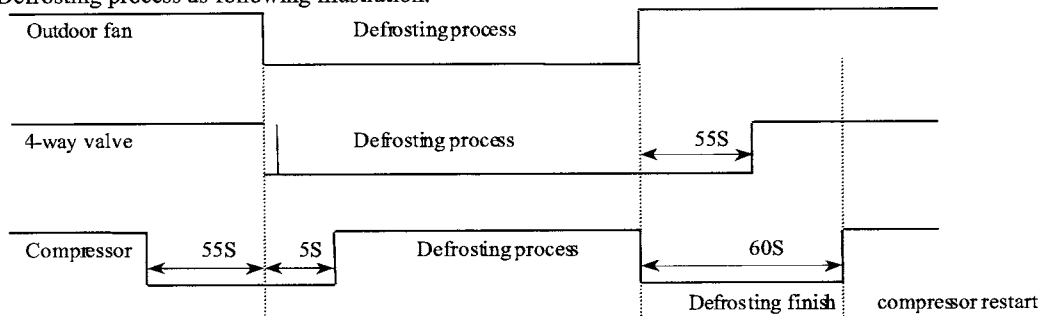 Defrosting process as following illustration:
Outdoor fan Defrosting process
4-way valve Defrosting process 55S
Compressor 55S 5S Defrosting process 60S
Defrosting finish compressor restart